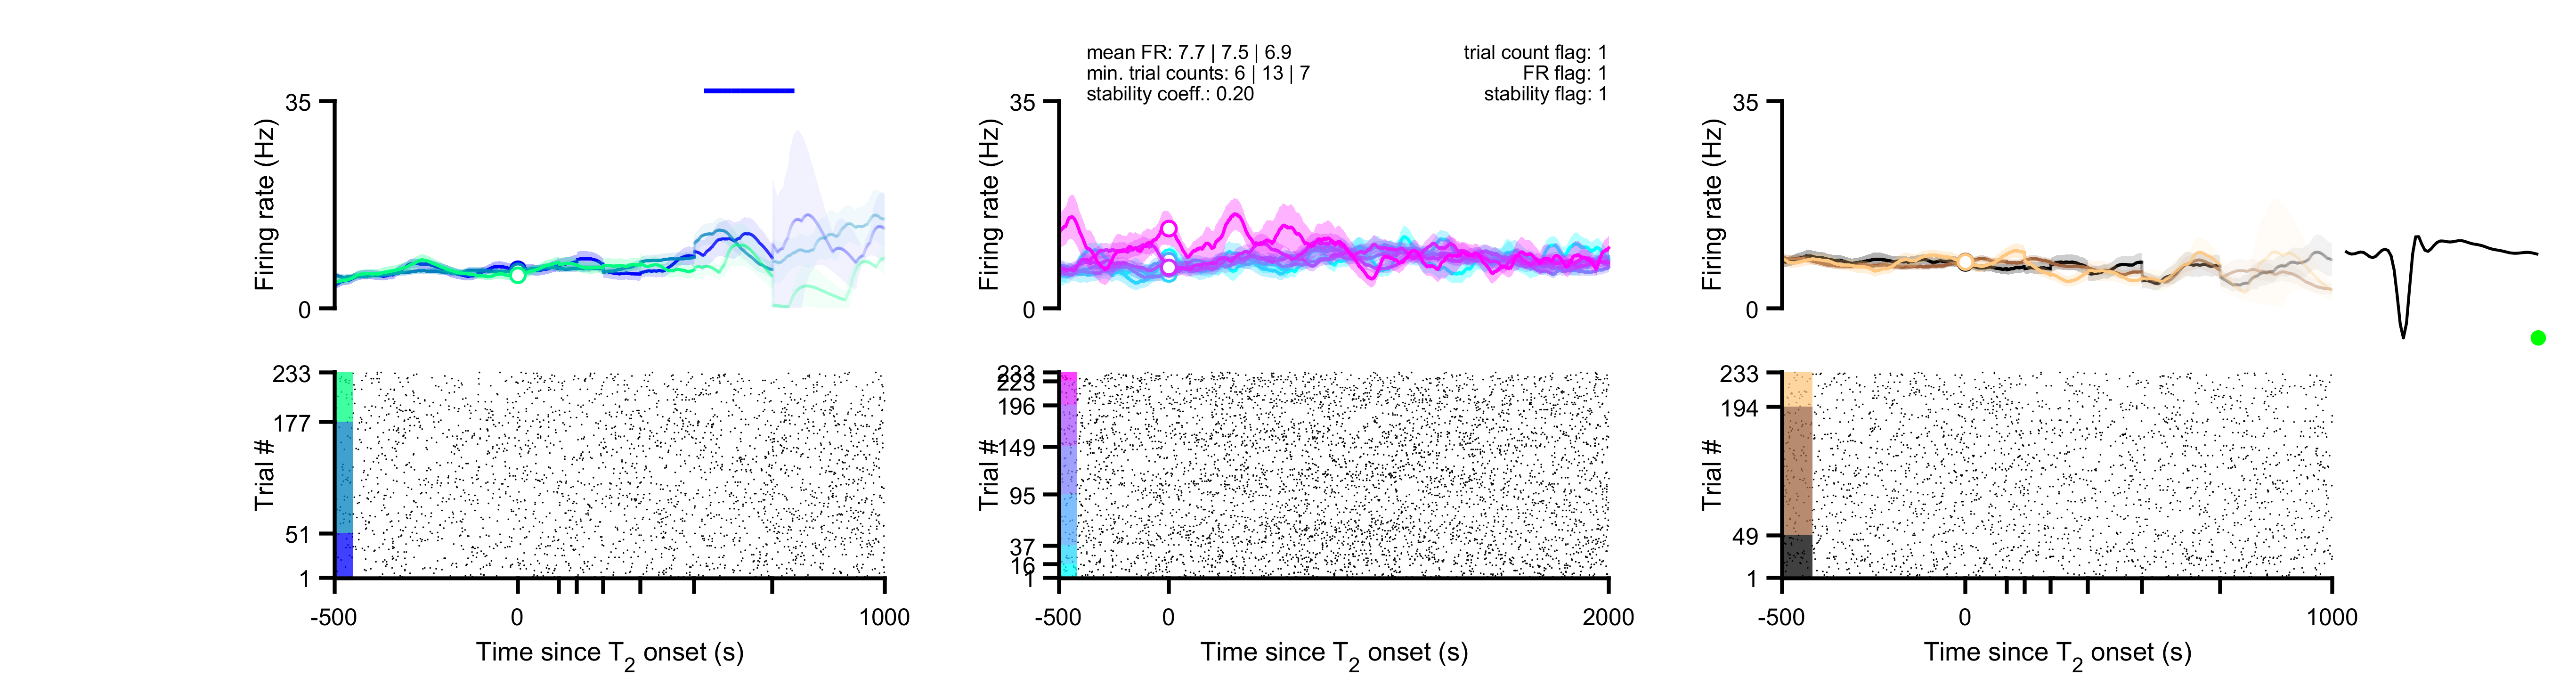 mean FR: 7.7 | 7.5 | 6.9
min. trial counts: 6 | 13 | 7
stability coeff.: 0.20
trial count flag: 1
FR flag: 1
stability flag: 1
35
0
Firing rate (Hz)
35
0
Firing rate (Hz)
35
0
Firing rate (Hz)
233
177
51
1
Trial #
-500
0
1000
Time since T2 onset (s)
233
223
196
149
95
37
16
1
Trial #
-500
0
2000
Time since T2 onset (s)
233
194
49
1
Trial #
-500
0
1000
Time since T2 onset (s)